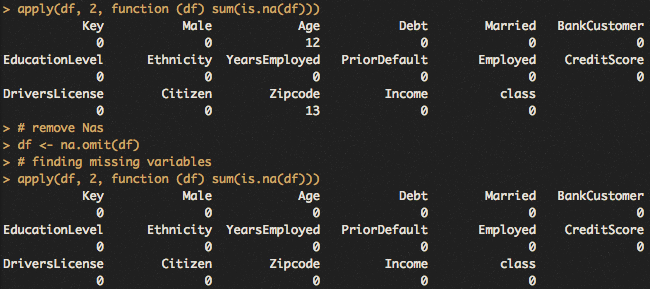 > apply(df, 2, function (df) sum(is.na(df)))
Key Male Age Debt Married BankCustomer
0 0 12 0 0 0
EducationLevel Ethnicity YearsEmployed PriorDefault Employed CreditScore
0 0 0 0 0 0
DriversLicense Citizen Zipcode Income class
0 0 13 0 0
> # remove Nas
> df <- na.omit(df)
> # finding missing variables
> apply(df, 2, function (df) sum(is.na(df)))
Key Male Age Debt Married BankCustomer
0 0 0 0 0 0
EducationLevel Ethnicity YearsEmployed PriorDefault Employed CreditScore
0 0 0 0 0 0
DriversLicense Citizen Zipcode Income class
0 0 0 0 0